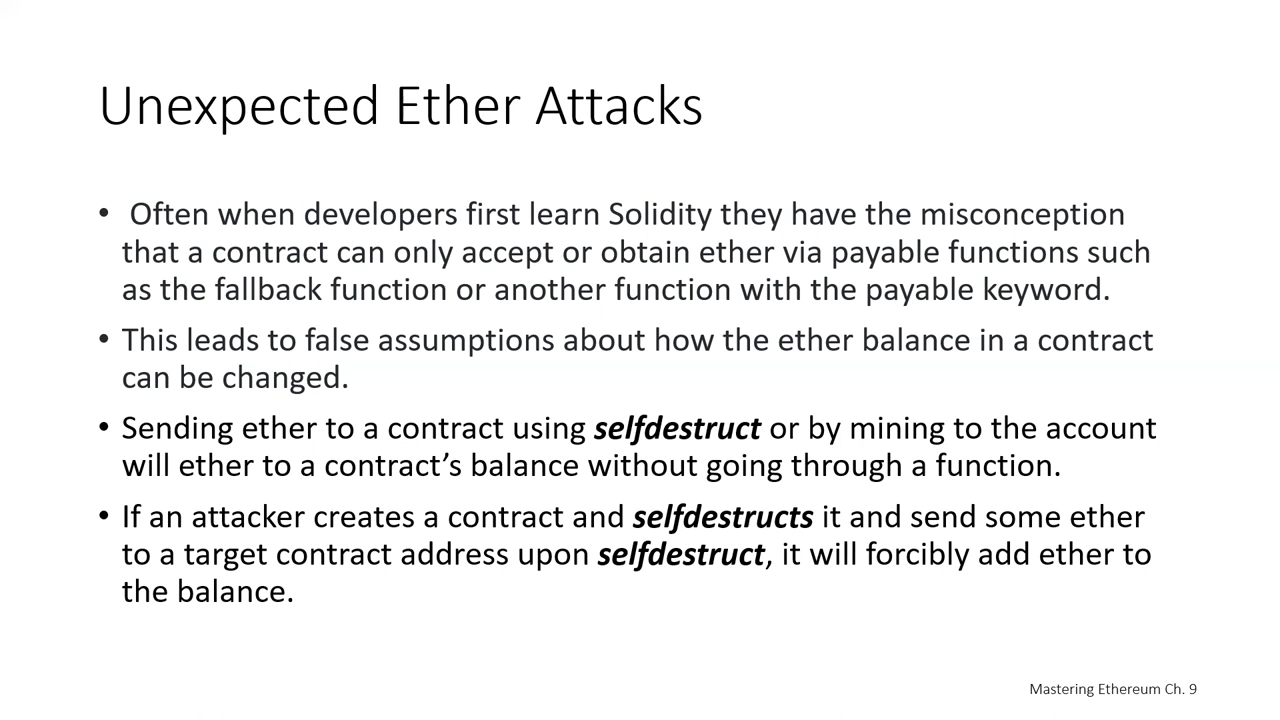 Unexpected Ether Attacks
• Often when developers first learn Solidity they have the misconception
that a contract can only accept or obtain ether via payable functions such
as the fallback function or another function with the payable keyword.
• This leads to false assumptions about how the ether balance in a contract
can be changed.
• Sending ether to a contract using selfdestruct or by mining to the account
will ether to a contract’s balance without going through a function.
• If an attacker creates a contract and selfdestructs it and send some ether
to a target contract address upon selfdestruct, it will forcibly add ether to
the balance.
Mastering Ethereum Ch. 9